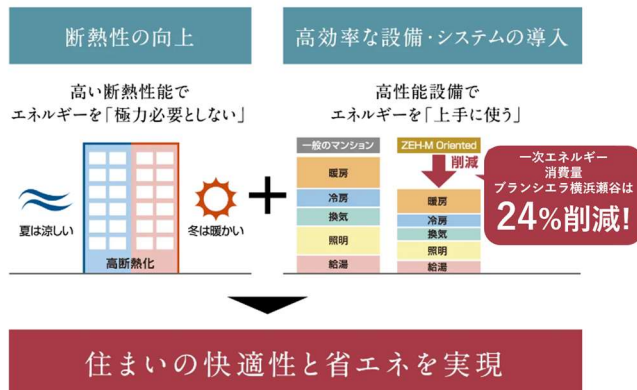 断熱性の向上
高効率な設備・システムの導入
高い断熱性能で
エネルギーを「極力必要としない」
高性能設備で
エネルギーを「上手に使う」
夏は涼しい
高断熱化
冬は暖かい
一般のマンション
暖房
冷房
換気
照明
給湯
ZEH-M Oriented
削減
暖房
冷房
換気
照明
給湯
一次エネルギー
消費量
ブランシエラ横浜瀬谷は
24%削減!
住まいの快適性と省エネを実現